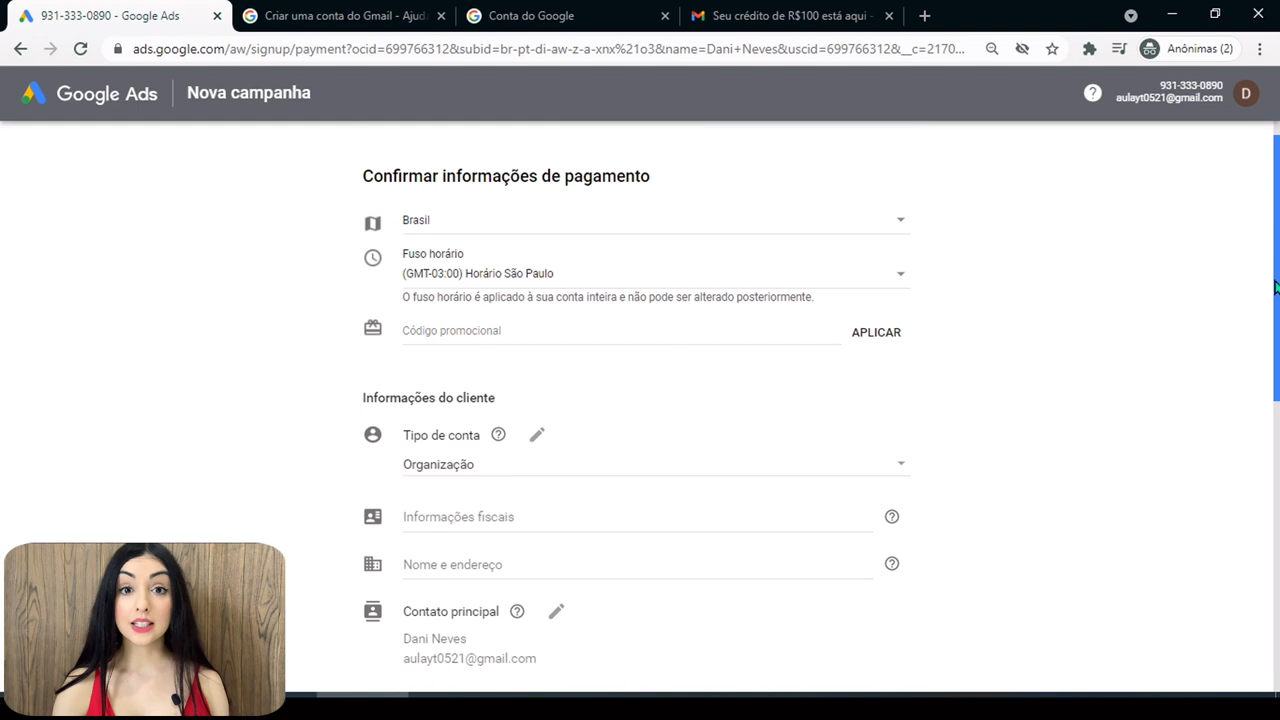 931-333-0890 - Google Ads
Criar uma conta do Gmail - Ajud
Conta do Google
Seu crédito de R$100 está aqui -
ads.google.com/aw/signup/payment?ocid=699766312&subid=br-pt-di-aw-z-a-xnx%21o3&name=Dani+Neves&uscid=699766312&__c=2170...
Anônimas (2)
Google Ads
Nova campanha
931-333-0890
aulayt0521@gmail.com
D
Confirmar informações de pagamento
Brasil
Fuso horário
(GMT-03:00) Horário São Paulo
O fuso horário é aplicado à sua conta inteira e não pode ser alterado posteriormente.
Código promocional
APLICAR
Informações do cliente
Tipo de conta
Organização
Informações fiscais
Nome e endereço
Contato principal
Dani Neves
aulayt0521@gmail.com